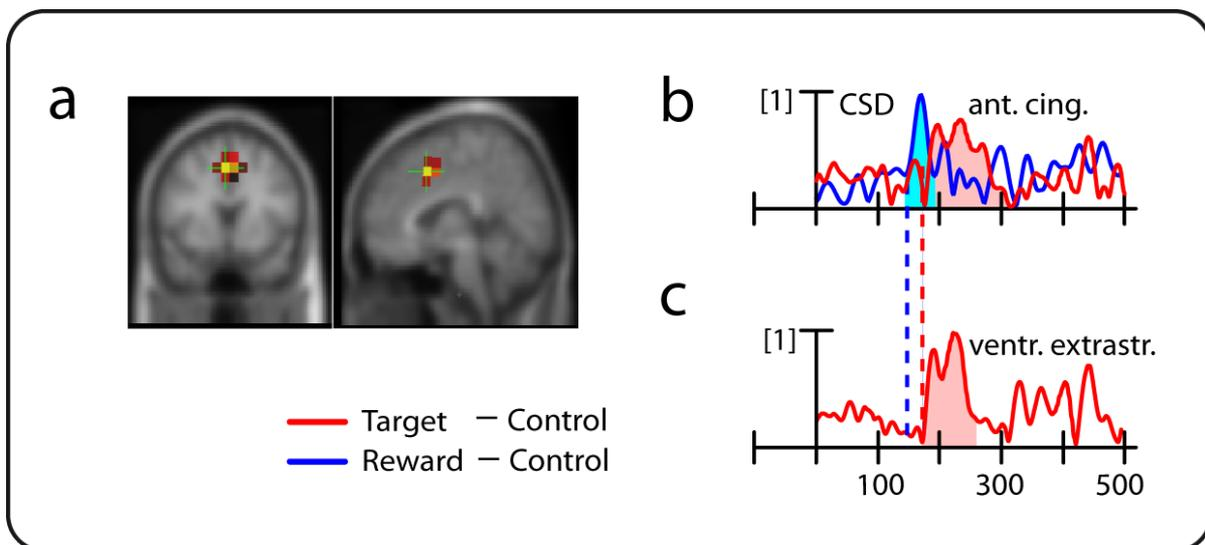 a
Target – Control
Reward – Control
b
[1] CSD ant. cing.
c
[1] ventr. extrastr.
100 300 500